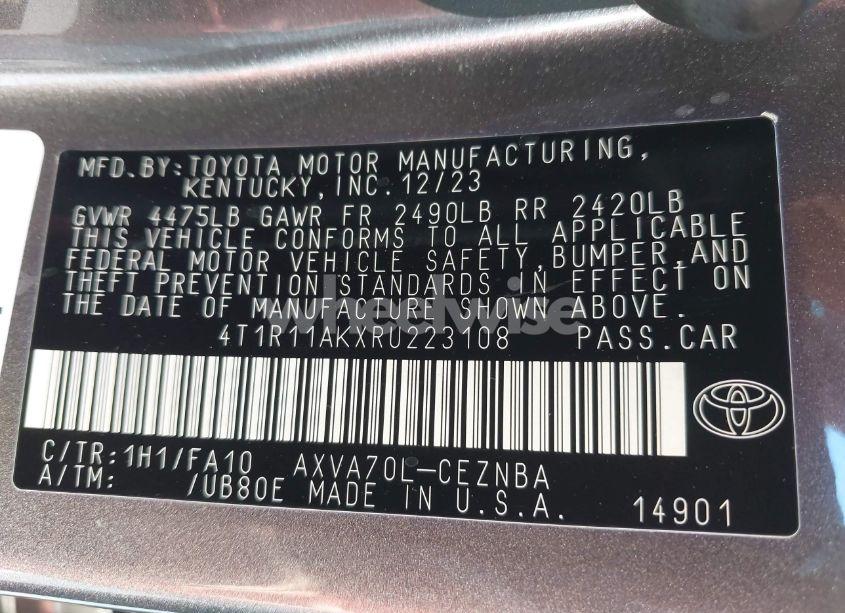 MFD.BY:TOYOTA MOTOR MANUFACTURING,
KENTUCKY,INC.12/23
GVWR 4475LB GAWR FR 2490LB RR 2420LB
THIS VEHICLE CONFORMS TO ALL APPLICABLE
FEDERAL MOTOR VEHICLE SAFETY,BUMPER,AND
THEFT PREVENTION STANDARDS IN EFFECT ON
THE DATE OF MANUFACTURE SHOWN ABOVE.
wheelwise
4T1R11AKXRU223108 PASS.CAR
C/TR:1H1/FA10 AXVA70L-CEZNBA
A/TM: /UB80E MADE IN U.S.A. 14901